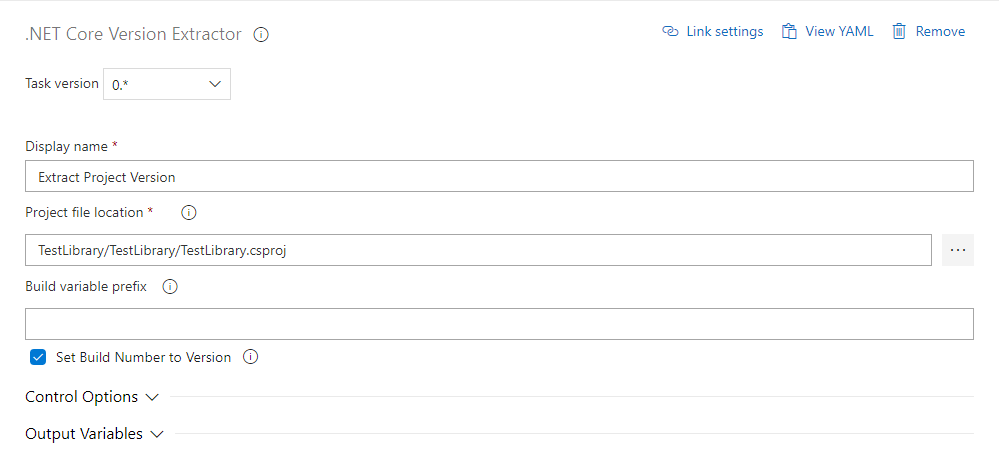 .NET Core Version Extractor
Link settings View YAML Remove
Task version 0.*
Display name *
Extract Project Version
Project file location *
TestLibrary/TestLibrary/TestLibrary.csproj
...
Build variable prefix
Set Build Number to Version
Control Options
Output Variables